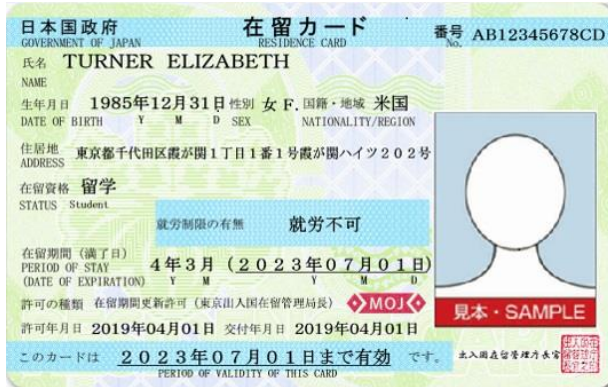 日本国政府 在留カード 番号 AB12345678CD
GOVERNMENT OF JAPAN RESIDENCE CARD No.
氏名 TURNER ELIZABETH
NAME
生年月日 1985年12月31日 性別 女 F. 国籍・地域 米国
DATE OF BIRTH Y M D SEX NATIONALITY/REGION
住居地 東京都千代田区霞が関1丁目1番1号霞が関ハイツ202号
ADDRESS
在留資格 留学
STATUS Student
就労制限の有無 就労不可
在留期間(満了日)
PERIOD OF STAY 4年3月(2023年07月01日)
(DATE OF EXPIRATION) Y M Y M D
許可の種類 在留期間更新許可(東京出入国在留管理局長) MOJ
見本・SAMPLE
許可年月日 2019年04月01日 交付年月日 2019年04月01日
このカードは 2023年07月01日まで有効 です。
PERIOD OF VALIDITY OF THIS CARD
出入国在留管理庁長官